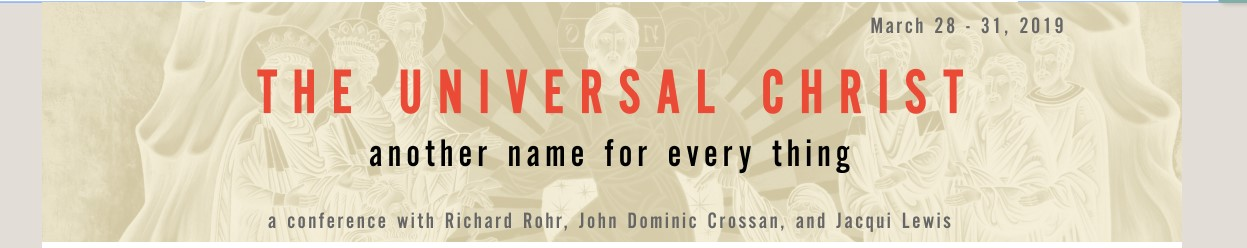 March 28 - 31, 2019
THE UNIVERSAL CHRIST
another name for every thing
a conference with Richard Rohr, John Dominic Crossan, and Jacqui Lewis